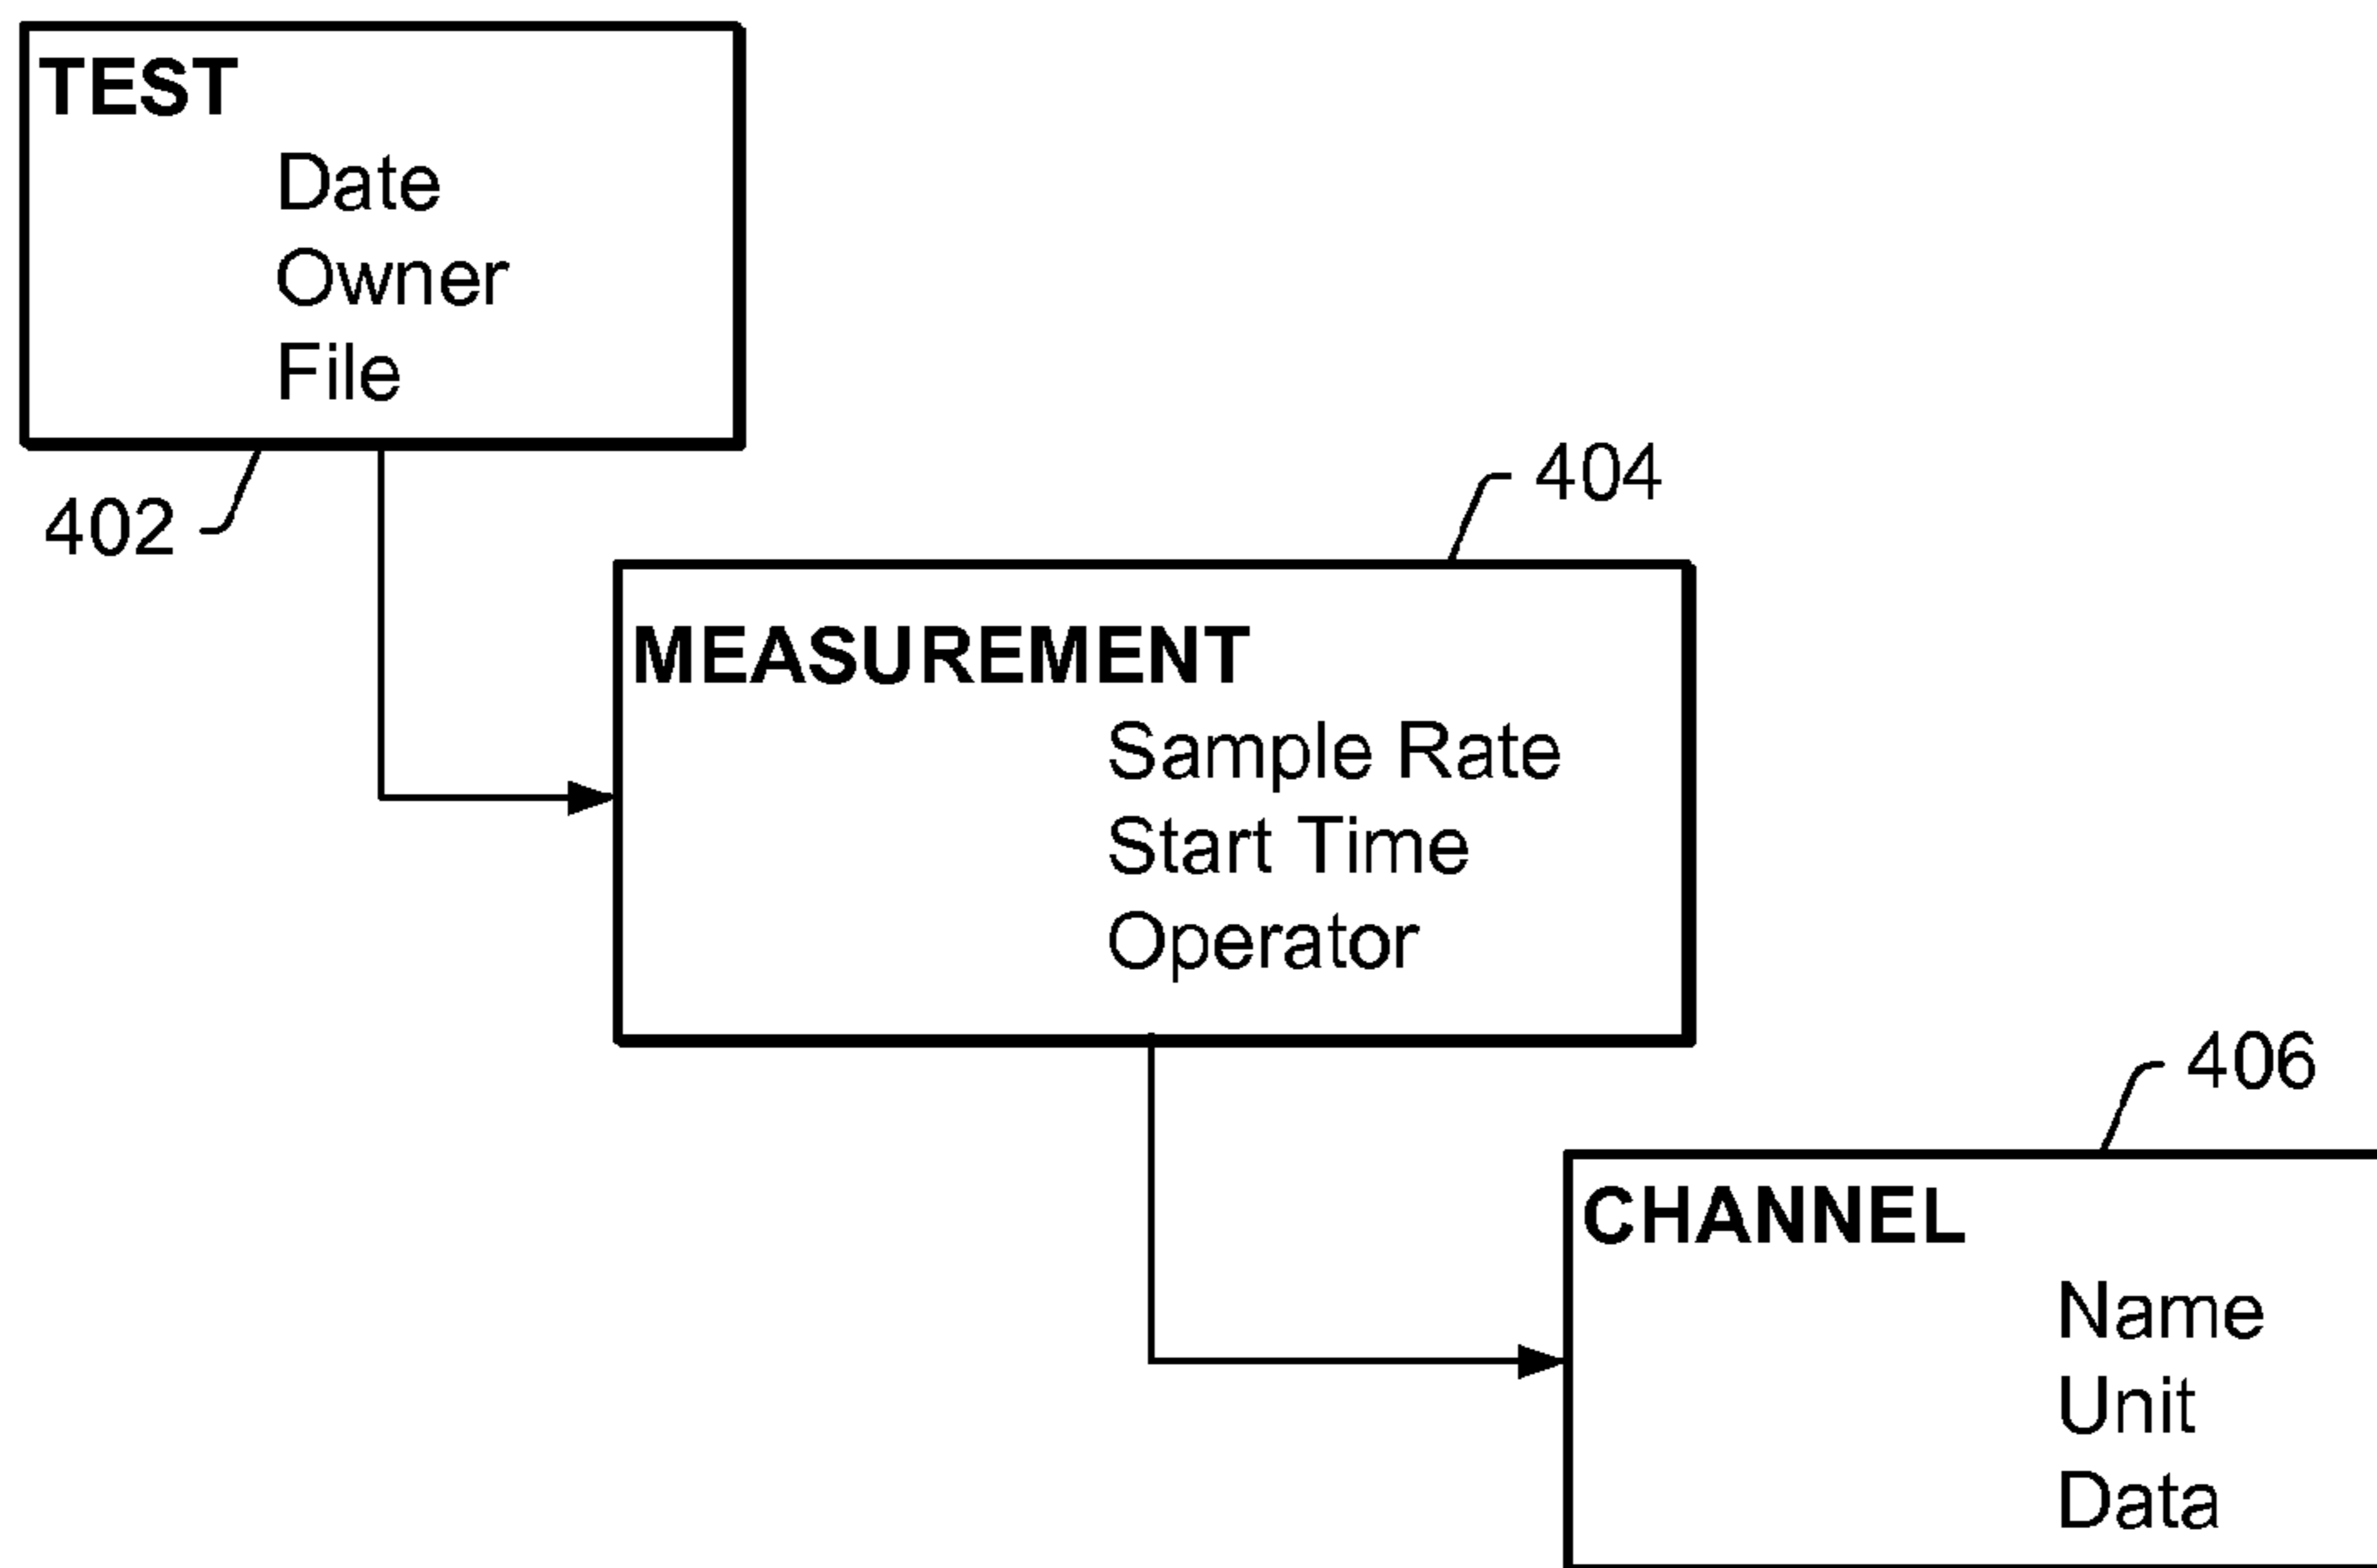 TEST
Date
Owner
File
402
404
MEASUREMENT
Sample Rate
Start Time
Operator
406
CHANNEL
Name
Unit
Data